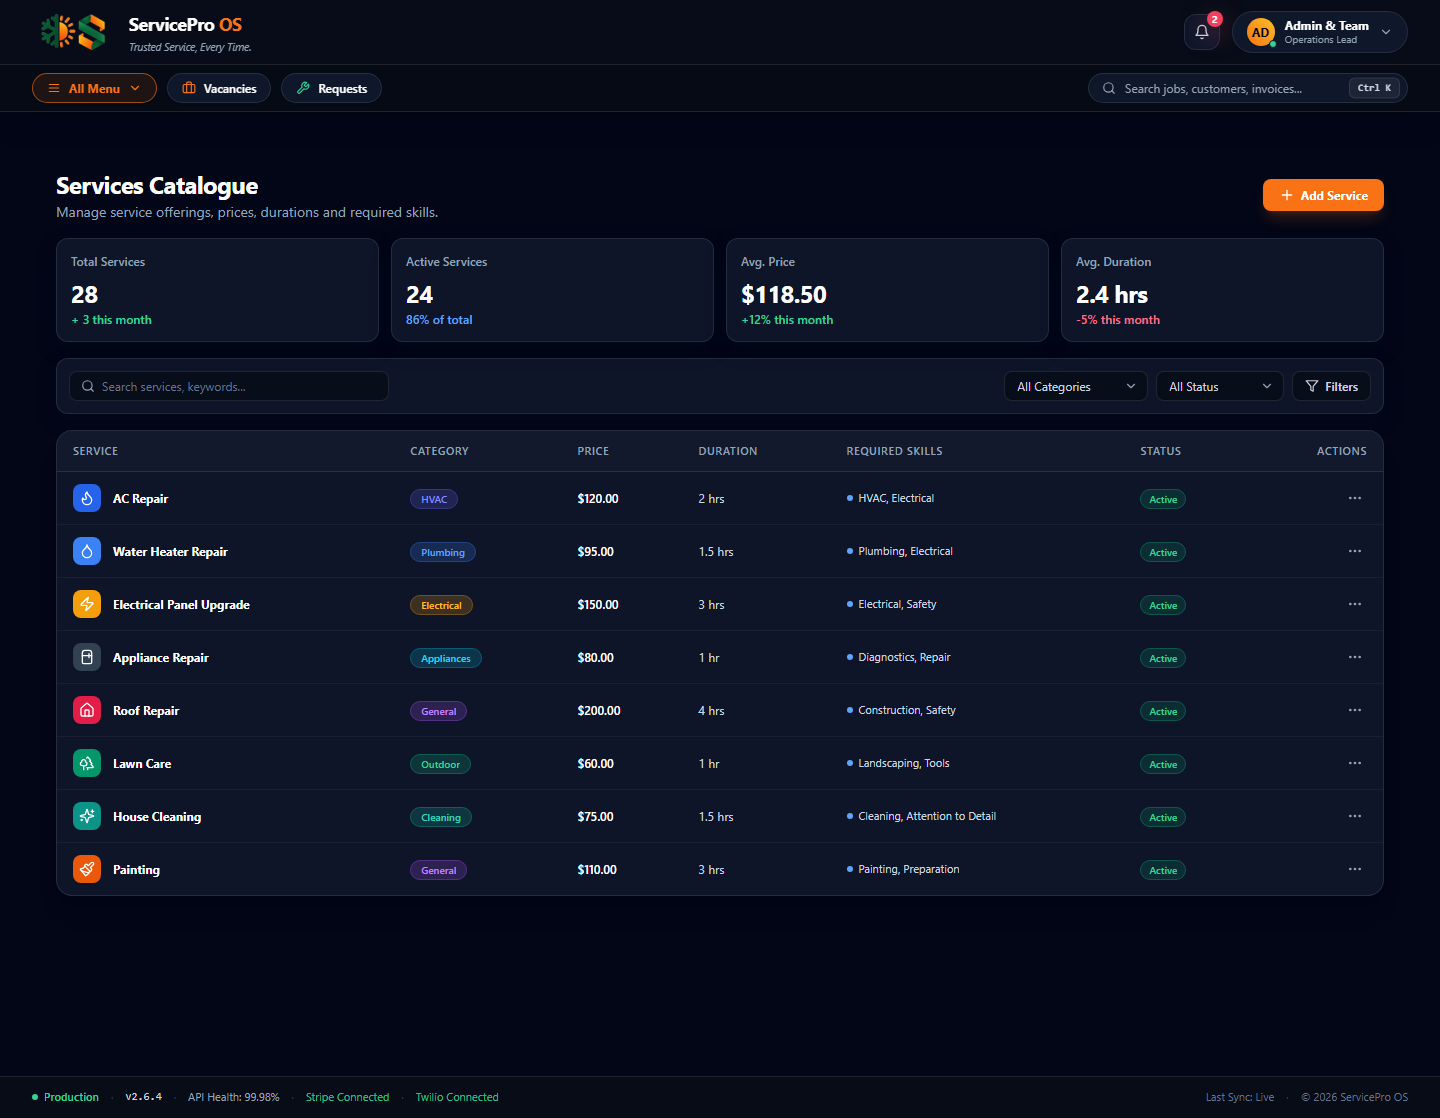 ServicePro OS
Trusted Service, Every Time.
2
AD
Admin & Team
Operations Lead
All Menu
Vacancies
Requests
Search jobs, customers, invoices...
Ctrl K
Services Catalogue
Manage service offerings, prices, durations and required skills.
+ Add Service
Total Services
28
+ 3 this month
Active Services
24
86% of total
Avg. Price
$118.50
+12% this month
Avg. Duration
2.4 hrs
-5% this month
Search services, keywords...
All Categories
All Status
Filters
SERVICE CATEGORY PRICE DURATION REQUIRED SKILLS STATUS ACTIONS
AC Repair HVAC $120.00 2 hrs HVAC, Electrical Active ...
Water Heater Repair Plumbing $95.00 1.5 hrs Plumbing, Electrical Active ...
Electrical Panel Upgrade Electrical $150.00 3 hrs Electrical, Safety Active ...
Appliance Repair Appliances $80.00 1 hr Diagnostics, Repair Active ...
Roof Repair General $200.00 4 hrs Construction, Safety Active ...
Lawn Care Outdoor $60.00 1 hr Landscaping, Tools Active ...
House Cleaning Cleaning $75.00 1.5 hrs Cleaning, Attention to Detail Active ...
Painting General $110.00 3 hrs Painting, Preparation Active ...
Production · v2.6.4 · API Health: 99.98% · Stripe Connected · Twilio Connected
Last Sync: Live · © 2026 ServicePro OS